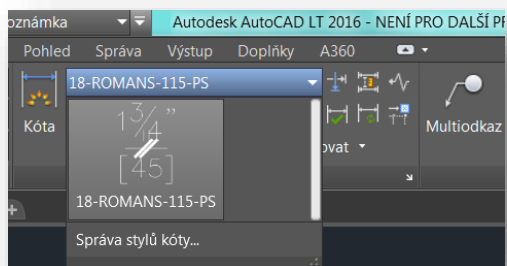 oznámka
Autodesk AutoCAD LT 2016 - NENÍ PRO DALŠÍ
Pohled Správa Výstup Doplňky A360
18-ROMANS-115-PS
Kóta
Multiodkaz
1 3/4"
[45]
18-ROMANS-115-PS
ovat
Správa stylů kóty...